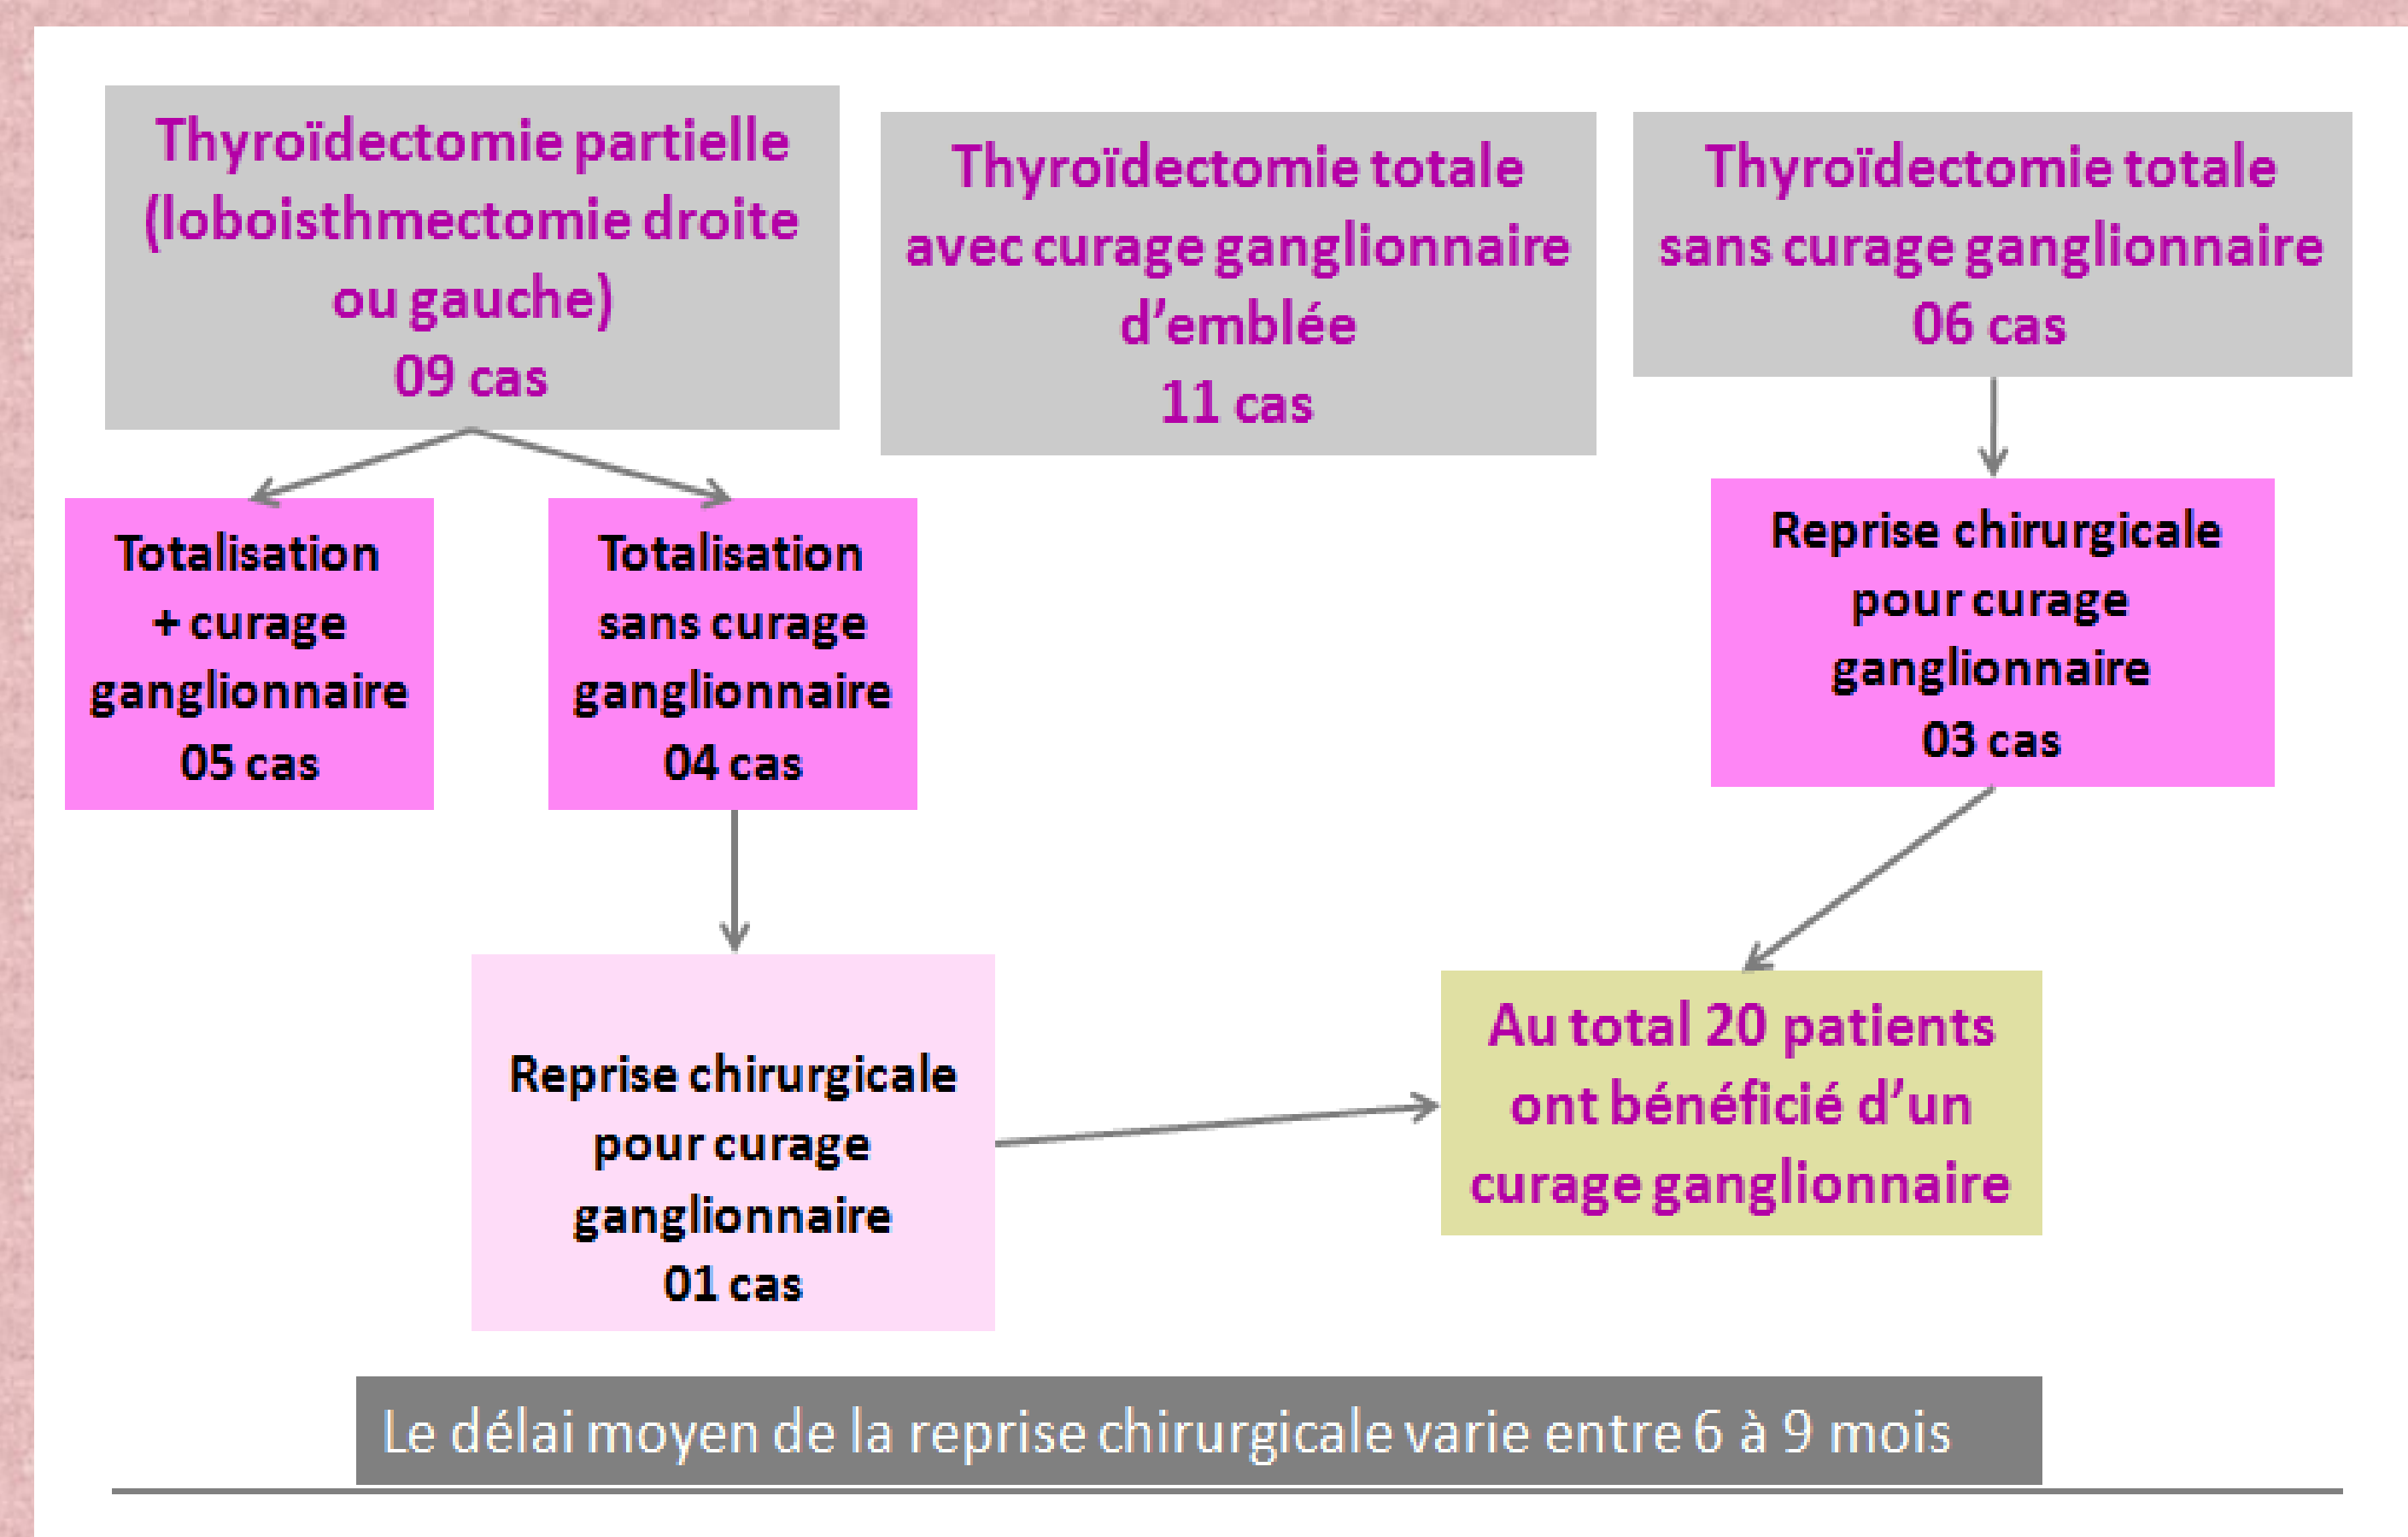 Thyroïdectomie partielle
(loboisthmectomie droite
ou gauche)
09 cas
Thyroïdectomie totale
avec curage ganglionnaire
d’emblée
11 cas
Thyroïdectomie totale
sans curage ganglionnaire
06 cas
Totalisation
+ curage
ganglionnaire
05 cas
Totalisation
sans curage
ganglionnaire
04 cas
Reprise chirurgicale
pour curage
ganglionnaire
03 cas
Reprise chirurgicale
pour curage
ganglionnaire
01 cas
Au total 20 patients
ont bénéficié d’un
curage ganglionnaire
Le délai moyen de la reprise chirurgicale varie entre 6 à 9 mois